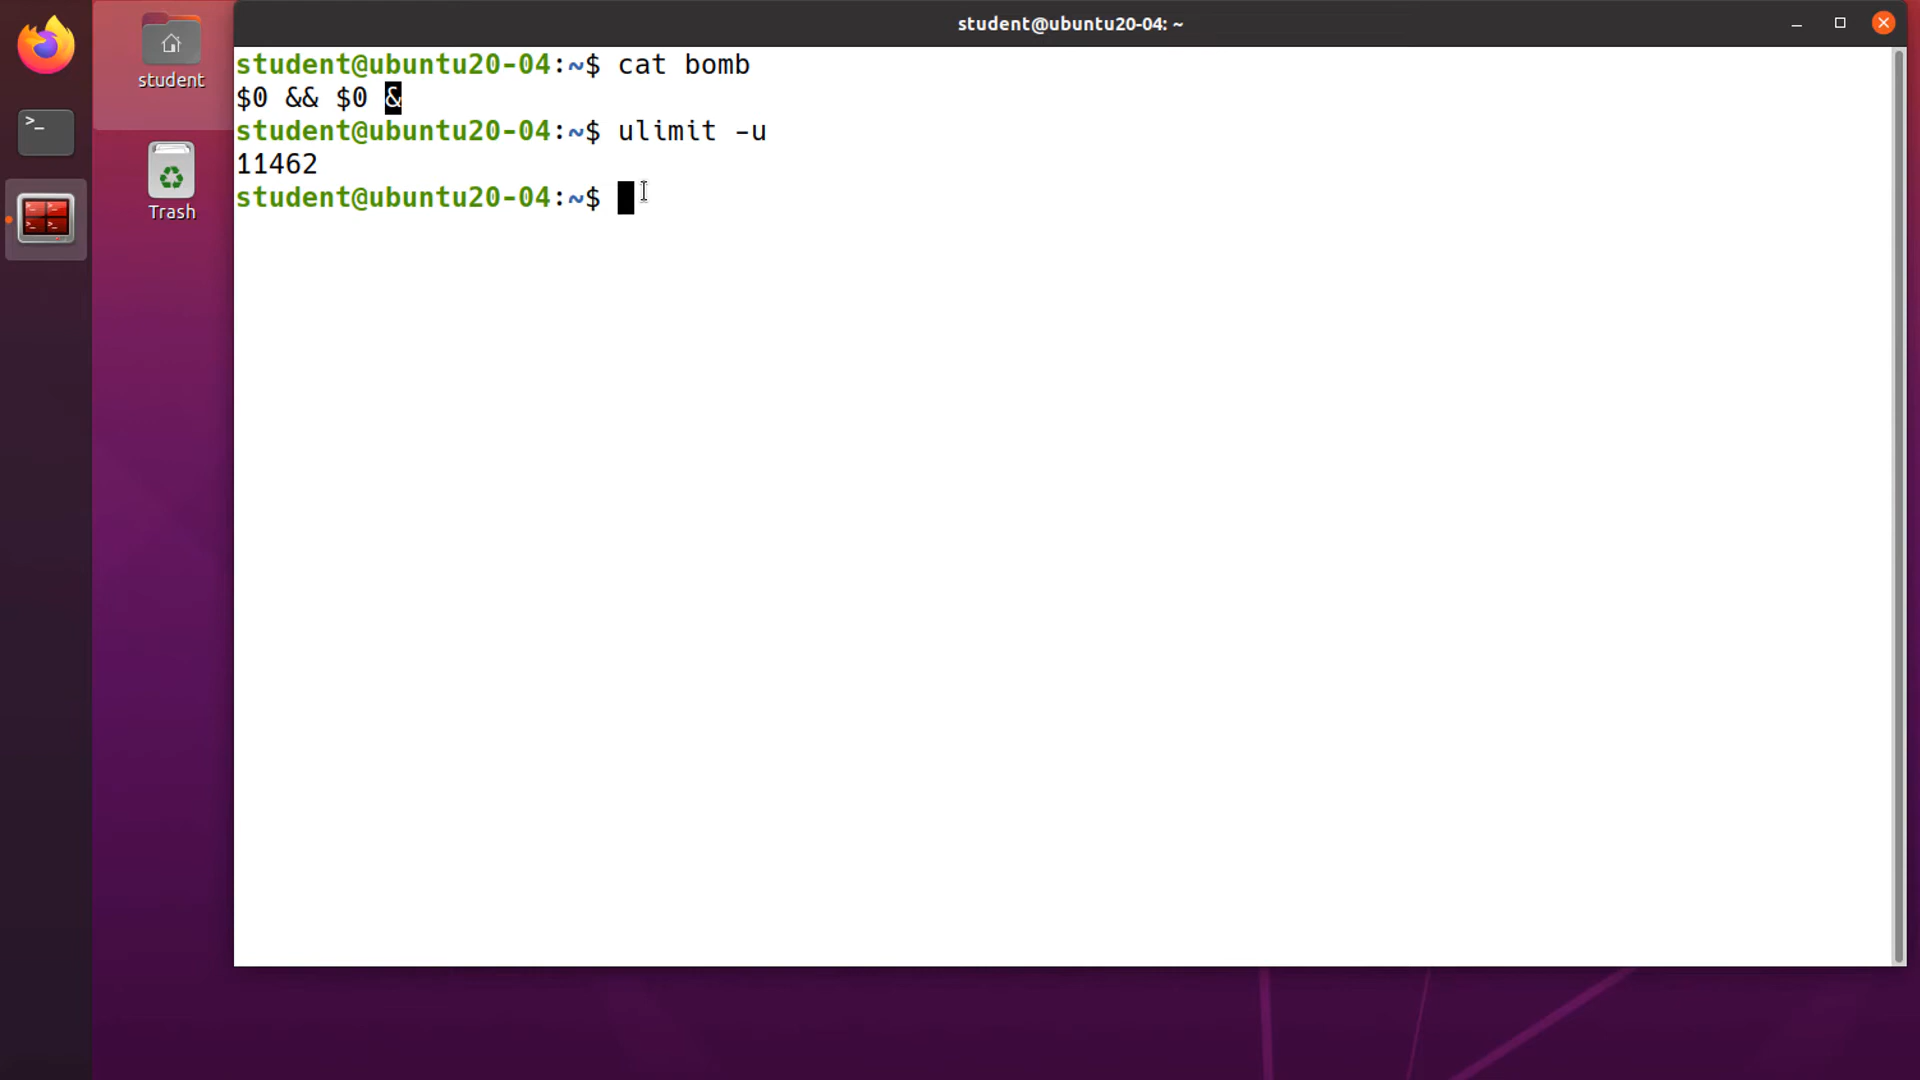 student@ubuntu20-04: ~
student
Trash
student@ubuntu20-04:~$ cat bomb
$0 && $0 &
student@ubuntu20-04:~$ ulimit -u
11462
student@ubuntu20-04:~$